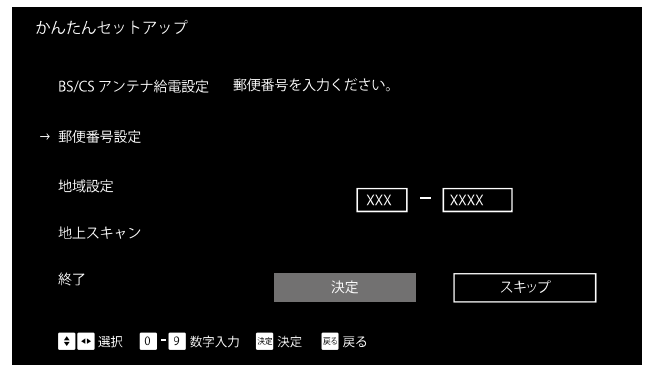 かんたんセットアップ
BS/CS アンテナ給電設定 郵便番号を入力ください。
→ 郵便番号設定
地域設定
XXX － XXXX
地上スキャン
終了 決定 スキップ
選択 0 - 9 数字入力 決定 決定 戻る 戻る